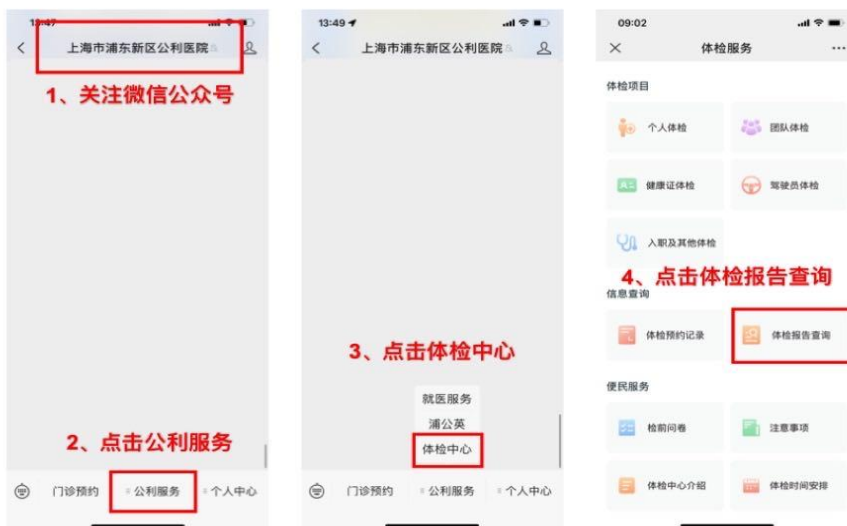 13:47
上海市浦东新区公利医院
1、关注微信公众号
2、点击公利服务
门诊预约
公利服务
个人中心
13:49
上海市浦东新区公利医院
3、点击体检中心
就医服务
浦公英
体检中心
门诊预约
公利服务
个人中心
09:02
体检服务
体检项目
个人体检
团队体检
健康证体检
驾驶员体检
入职及其他体检
4、点击体检报告查询
信息查询
体检预约记录
体检报告查询
便民服务
检前问卷
注意事项
体检中心介绍
体检时间安排